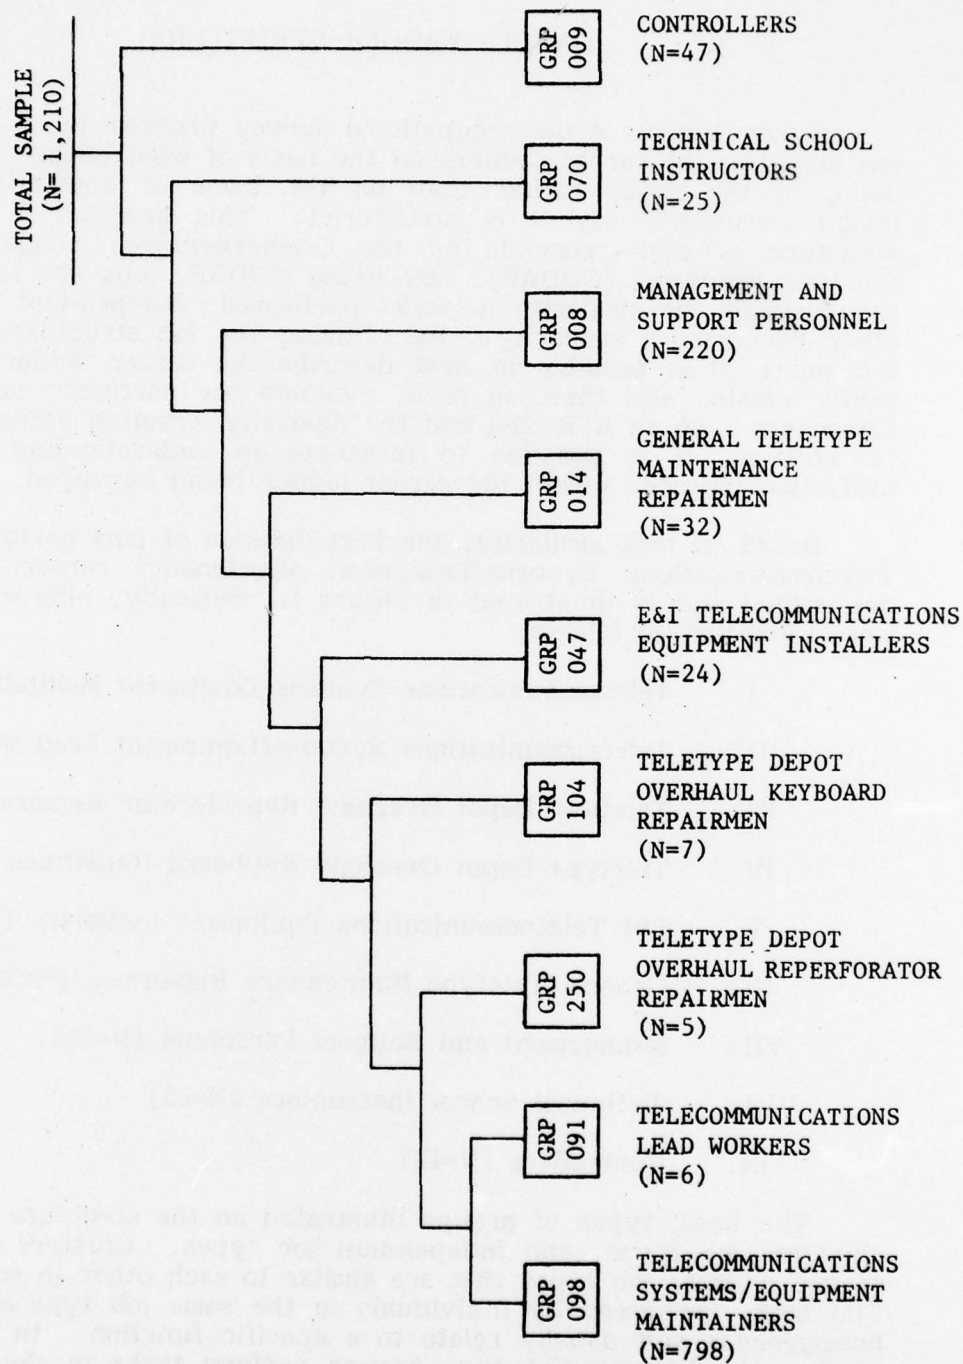 TOTAL SAMPLE
(N= 1,210)
GRP
009
CONTROLLERS
(N=47)
GRP
070
TECHNICAL SCHOOL
INSTRUCTORS
(N=25)
GRP
008
MANAGEMENT AND
SUPPORT PERSONNEL
(N=220)
GRP
014
GENERAL TELETYPE
MAINTENANCE
REPAIRMEN
(N=32)
GRP
047
E&I TELECOMMUNICATIONS
EQUIPMENT INSTALLERS
(N=24)
GRP
104
TELETYPE DEPOT
OVERHAUL KEYBOARD
REPAIRMEN
(N=7)
GRP
250
TELETYPE DEPOT
OVERHAUL REPERFORATOR
REPAIRMEN
(N=5)
GRP
091
TELECOMMUNICATIONS
LEAD WORKERS
(N=6)
GRP
098
TELECOMMUNICATIONS
SYSTEMS/EQUIPMENT
MAINTAINERS
(N=798)